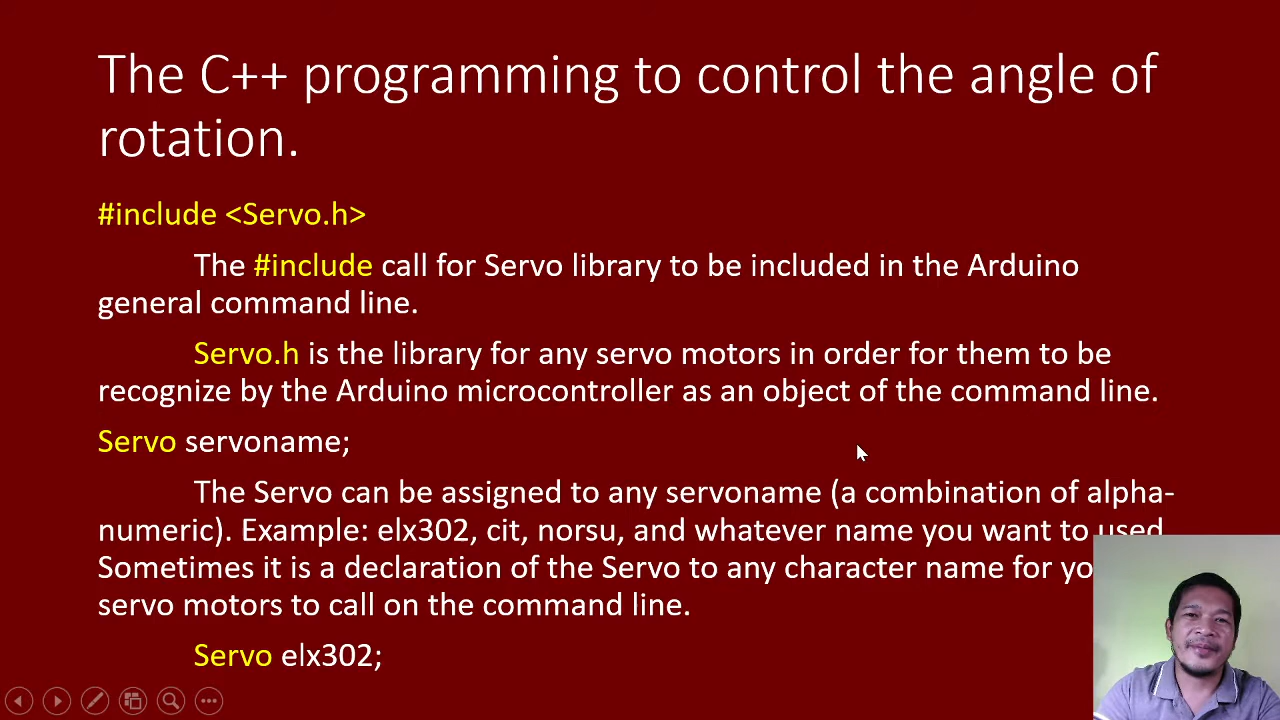 The C++ programming to control the angle of
rotation.
#include <Servo.h>
The #include call for Servo library to be included in the Arduino
general command line.
Servo.h is the library for any servo motors in order for them to be
recognize by the Arduino microcontroller as an object of the command line.
Servo servoname;
The Servo can be assigned to any servoname (a combination of alpha-
numeric). Example: elx302, cit, norsu, and whatever name you want to used
Sometimes it is a declaration of the Servo to any character name for yo
servo motors to call on the command line.
Servo elx302;